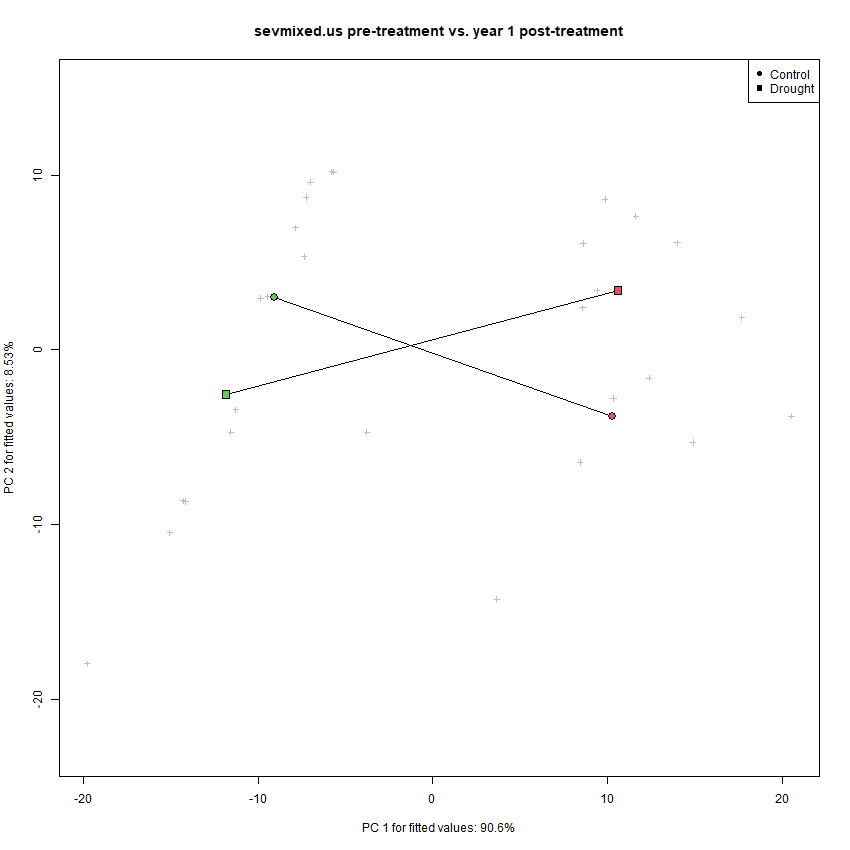 sevmixed.us pre-treatment vs. year 1 post-treatment
Control
Drought
10
0
-10
-20
PC 2 for fitted values: 8.53%
-20
-10
0
10
20
PC 1 for fitted values: 90.6%